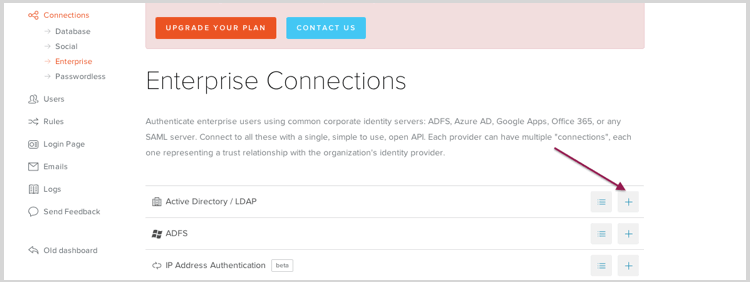 Connections
Database
Social
Enterprise
Passwordless
Users
Rules
Login Page
Emails
Logs
Send Feedback
Old dashboard
UPGRADE YOUR PLAN
CONTACT US
Enterprise Connections
Authenticate enterprise users using common corporate identity servers: ADFS, Azure AD, Google Apps, Office 365, or any
SAML server. Connect to all these with a single, simple to use, open API. Each provider can have multiple "connections", each
one representing a trust relationship with the organization's identity provider.
Active Directory / LDAP
ADFS
IP Address Authentication beta